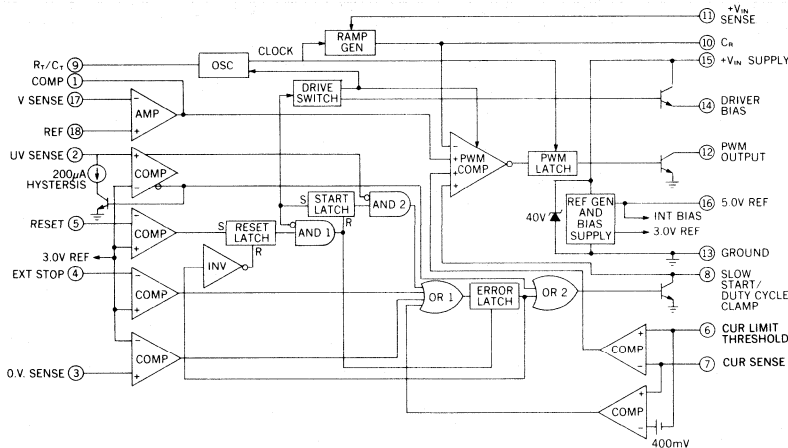 ⑪ +VIN SENSE
RAMP GEN
⑩ CR
CLOCK
RT/CT ⑨
OSC
⑮ +VIN SUPPLY
COMP ①
V SENSE ⑰
DRIVE SWITCH
− AMP +
⑭ DRIVER BIAS
REF ⑱
UV SENSE ②
+ COMP −
− + + + PWM COMP
PWM LATCH
⑫ PWM OUTPUT
200µA HYSTERSIS
S START LATCH R
AND 2
40V
REF GEN AND BIAS SUPPLY
⑯ 5.0V REF
INT BIAS
3.0V REF
RESET ⑤
− COMP +
S RESET LATCH R
AND 1
⑬ GROUND
3.0V REF
INV
EXT STOP ④
− COMP +
⑧ SLOW START/ DUTY CYCLE CLAMP
OR 1
ERROR LATCH
OR 2
− COMP +
O.V. SENSE ③
+ COMP −
⑥ CUR LIMIT THRESHOLD
⑦ CUR SENSE
+ COMP −
400mV